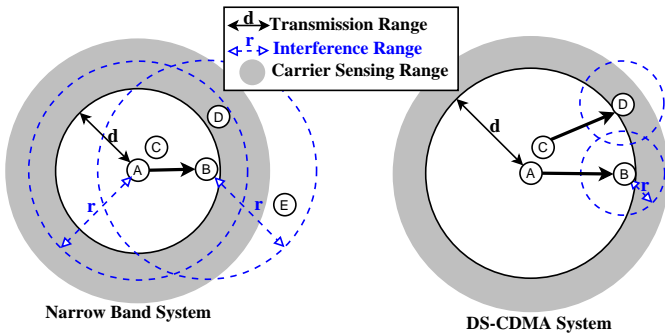 d Transmission Range
r Interference Range
Carrier Sensing Range
d
A
B
C
D
E
r
r
Narrow Band System
d
A
B
C
D
r
DS-CDMA System